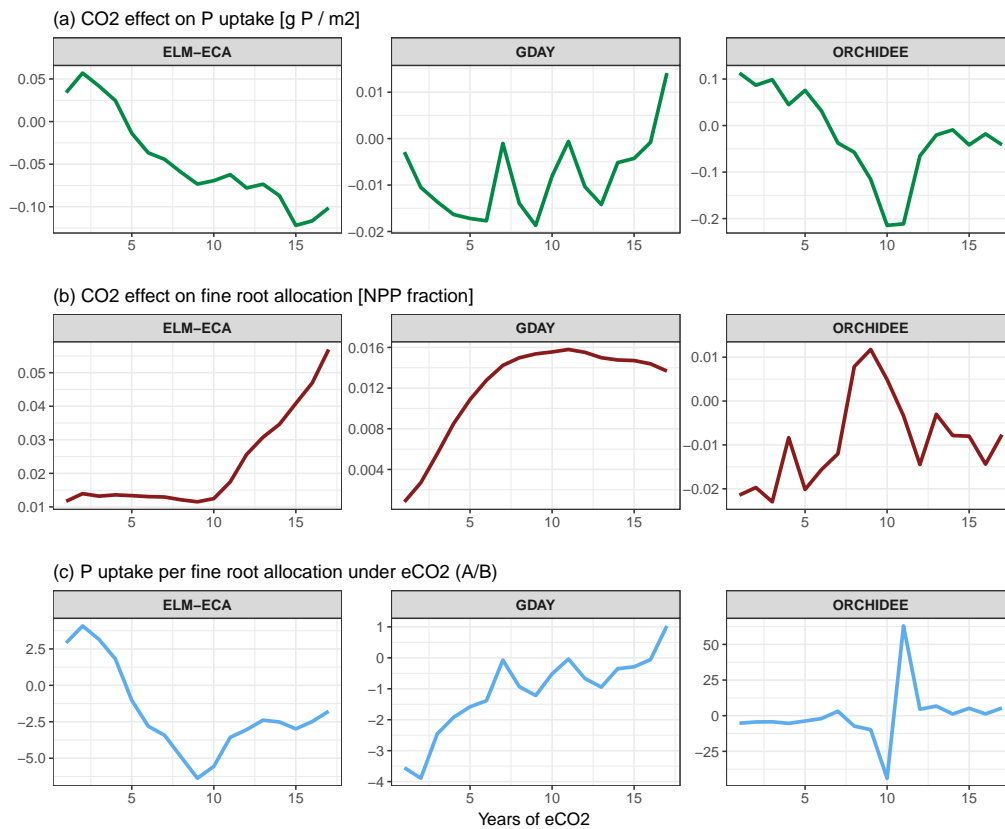 (a) CO2 effect on P uptake [g P / m2]
ELM−ECA GDAY ORCHIDEE
0.05 0.00 −0.05 −0.10
0.01 0.00 −0.01 −0.02
0.1 0.0 −0.1 −0.2
5 10 15 5 10 15 5 10 15
(b) CO2 effect on fine root allocation [NPP fraction]
ELM−ECA GDAY ORCHIDEE
0.05 0.04 0.03 0.02 0.01
0.016 0.012 0.008 0.004
0.01 0.00 −0.01 −0.02
5 10 15 5 10 15 5 10 15
(c) P uptake per fine root allocation under eCO2 (A/B)
ELM−ECA GDAY ORCHIDEE
2.5 0.0 −2.5 −5.0
1 0 −1 −2 −3 −4
50 25 0 −25
5 10 15 5 10 15 5 10 15
Years of eCO2